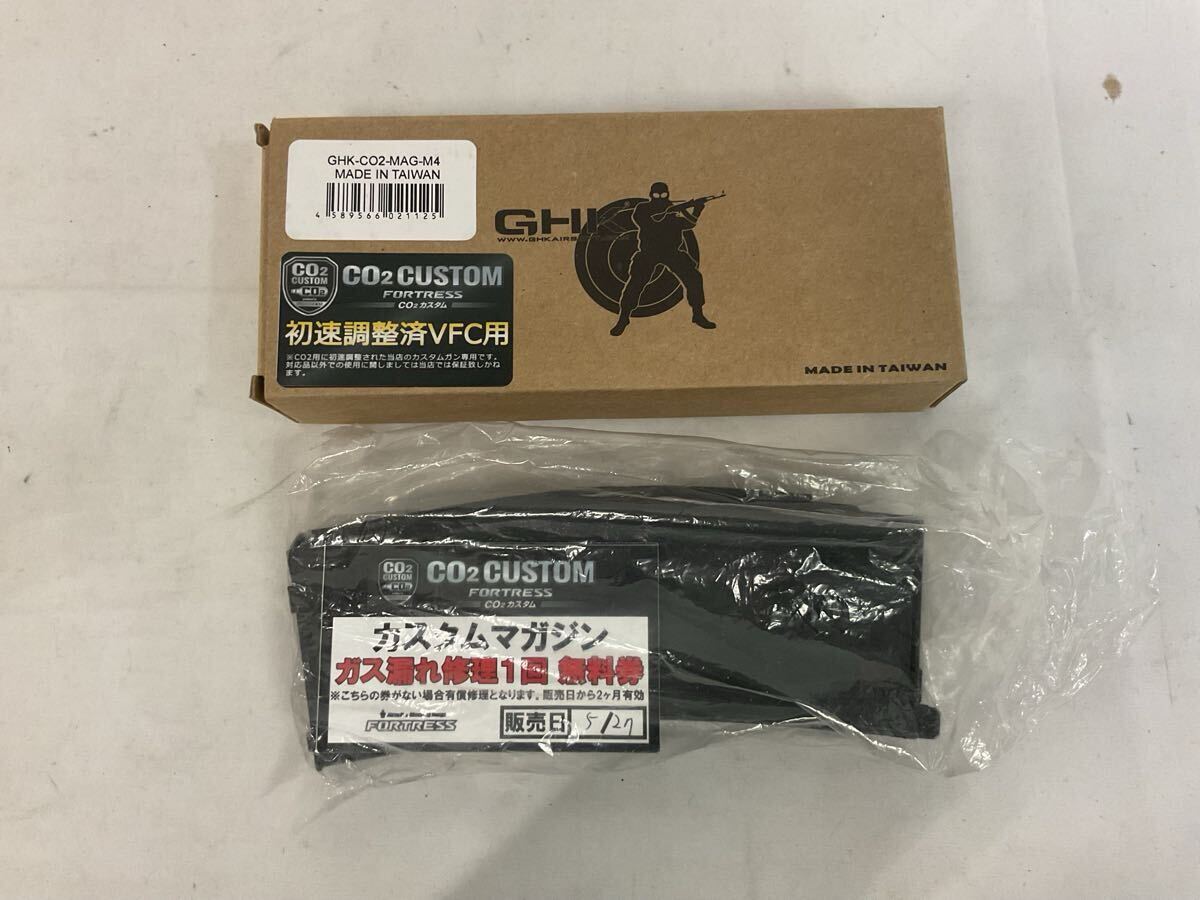 GHK-CO2-MAG-M4
MADE IN TAIWAN
4 589566 021125
GHK
CO2
CUSTOM
CO2
CO2 CUSTOM
FORTRESS
CO2 カスタム
初速調整済VFC用
※CO2用に初速調整された当店のカスタムガン専用です。
対応品以外での使用に関しましては当店では保証致しかね
ます。
MADE IN TAIWAN
CO2
CUSTOM
CO2 CUSTOM
FORTRESS
CO2 カスタム
カスタムマガジン
ガス漏れ修理1回 無料券
※こちらの券がない場合有償修理となります。販売日から2ヶ月有効
FORTRESS
販売日 5/27